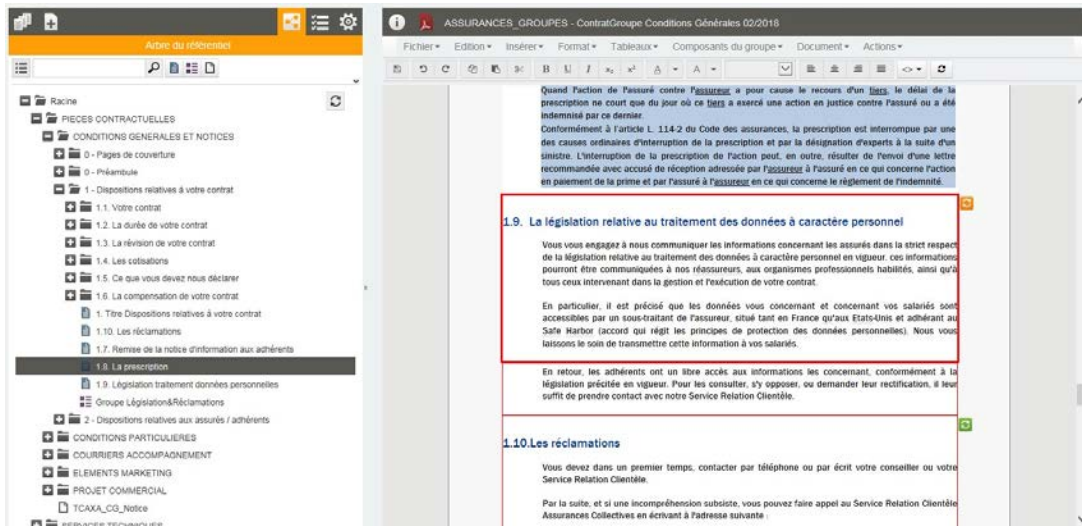 ASSURANCES_GROUPES - ContratGroupe Conditions Générales 02/2016
Arbre du référentiel
Fichier Edition Insérer Format Tableaux Composants du groupe Document Actions
B U I x₂ x² A A
Racine
PIECES CONTRACTUELLES
CONDITIONS GENERALES ET NOTICES
0 - Pages de couverture
0 - Préambule
1 - Dispositions relatives à votre contrat
1.1. Votre contrat
1.2. La durée de votre contrat
1.3. La révision de votre contrat
1.4. Les cotisations
1.5. Ce que vous devez nous déclarer
1.6. La compensation de votre contrat
1. Titre Dispositions relatives à votre contrat
1.10. Les réclamations
1.7. Remise de la notice d'information aux adhérents
1.8. La prescription
1.9. Législation traitement données personnelles
Groupe Législation&Réclamations
2 - Dispositions relatives aux assurés / adhérents
CONDITIONS PARTICULIERES
COURRIERS ACCOMPAGNEMENT
ELEMENTS MARKETING
PROJET COMMERCIAL
TCAXA_CG_Notice
SERVICES TECHNIQUES
Quand l'action de l'assuré contre l'assureur a pour cause le recours d'un tiers, le délai de la
prescription ne court que du jour où ce tiers a exercé une action en justice contre l'assuré ou a été
indemnisé par ce dernier.
Conformément à l'article L. 114-2 du Code des assurances, la prescription est interrompue par une
des causes ordinaires d'interruption de la prescription et par la désignation d'experts à la suite d'un
sinistre. L'interruption de la prescription de l'action peut, en outre, résulter de l'envoi d'une lettre
recommandée avec accusé de réception adressée par l'assureur à l'assuré en ce qui concerne l'action
en paiement de la prime et par l'assuré à l'assureur en ce qui concerne le règlement de l'indemnité.
1.9. La législation relative au traitement des données à caractère personnel
Vous vous engagez à nous communiquer les informations concernant les assurés dans la strict respect
de la législation relative au traitement des données à caractère personnel en vigueur. ces informations
pourront être communiquées à nos réassureurs, aux organismes professionnels habilités, ainsi qu'à
tous ceux intervenant dans la gestion et l'exécution de votre contrat.
En particulier, il est précisé que les données vous concernant et concernant vos salariés sont
accessibles par un sous-traitant de l'assureur, situé tant en France qu'aux Etats-Unis et adhérant au
Safe Harbor (accord qui régit les principes de protection des données personnelles). Nous vous
laissons le soin de transmettre cette information à vos salariés.
En retour, les adhérents ont un libre accès aux informations les concernant, conformément à la
législation précitée en vigueur. Pour les consulter, s'y opposer, ou demander leur rectification, il leur
suffit de prendre contact avec notre Service Relation Clientèle.
1.10.Les réclamations
Vous devez dans un premier temps, contacter par téléphone ou par écrit votre conseiller ou votre
Service Relation Clientèle.
Par la suite, et si une incompréhension subsiste, vous pouvez faire appel au Service Relation Clientèle
Assurances Collectives en écrivant à l'adresse suivante :